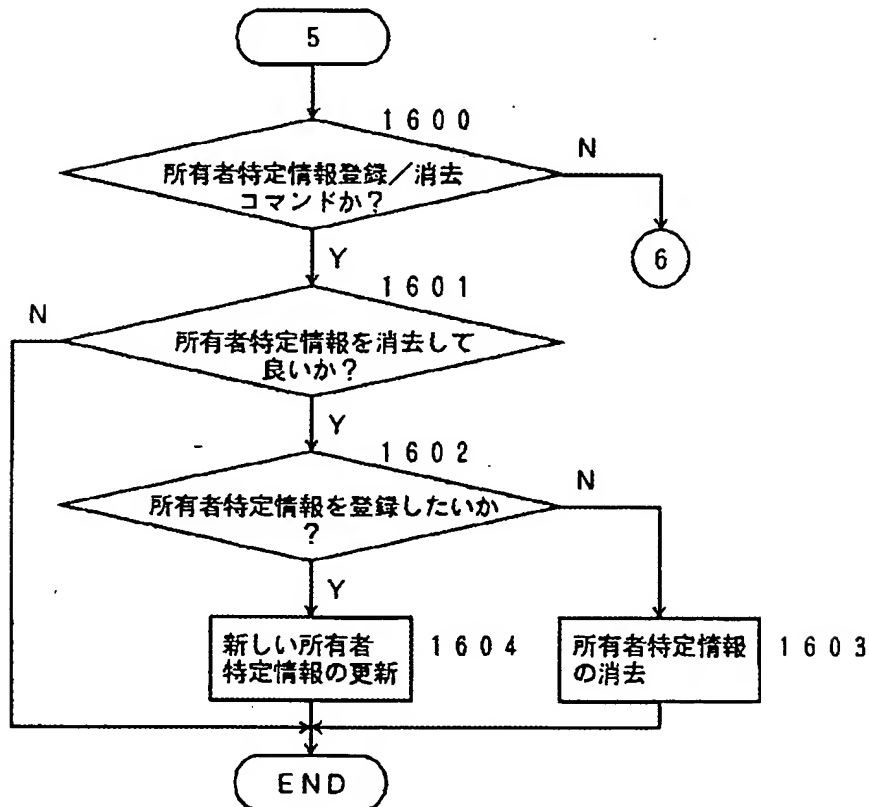 5
1600
所有者特定情報登録/消去
コマンドか?
N
6
Y
1601
N
所有者特定情報を消去して
良いか?
Y
1602
所有者特定情報を登録したいか
?
N
Y
新しい所有者
特定情報の更新
1604
所有者特定情報
の消去
1603
END